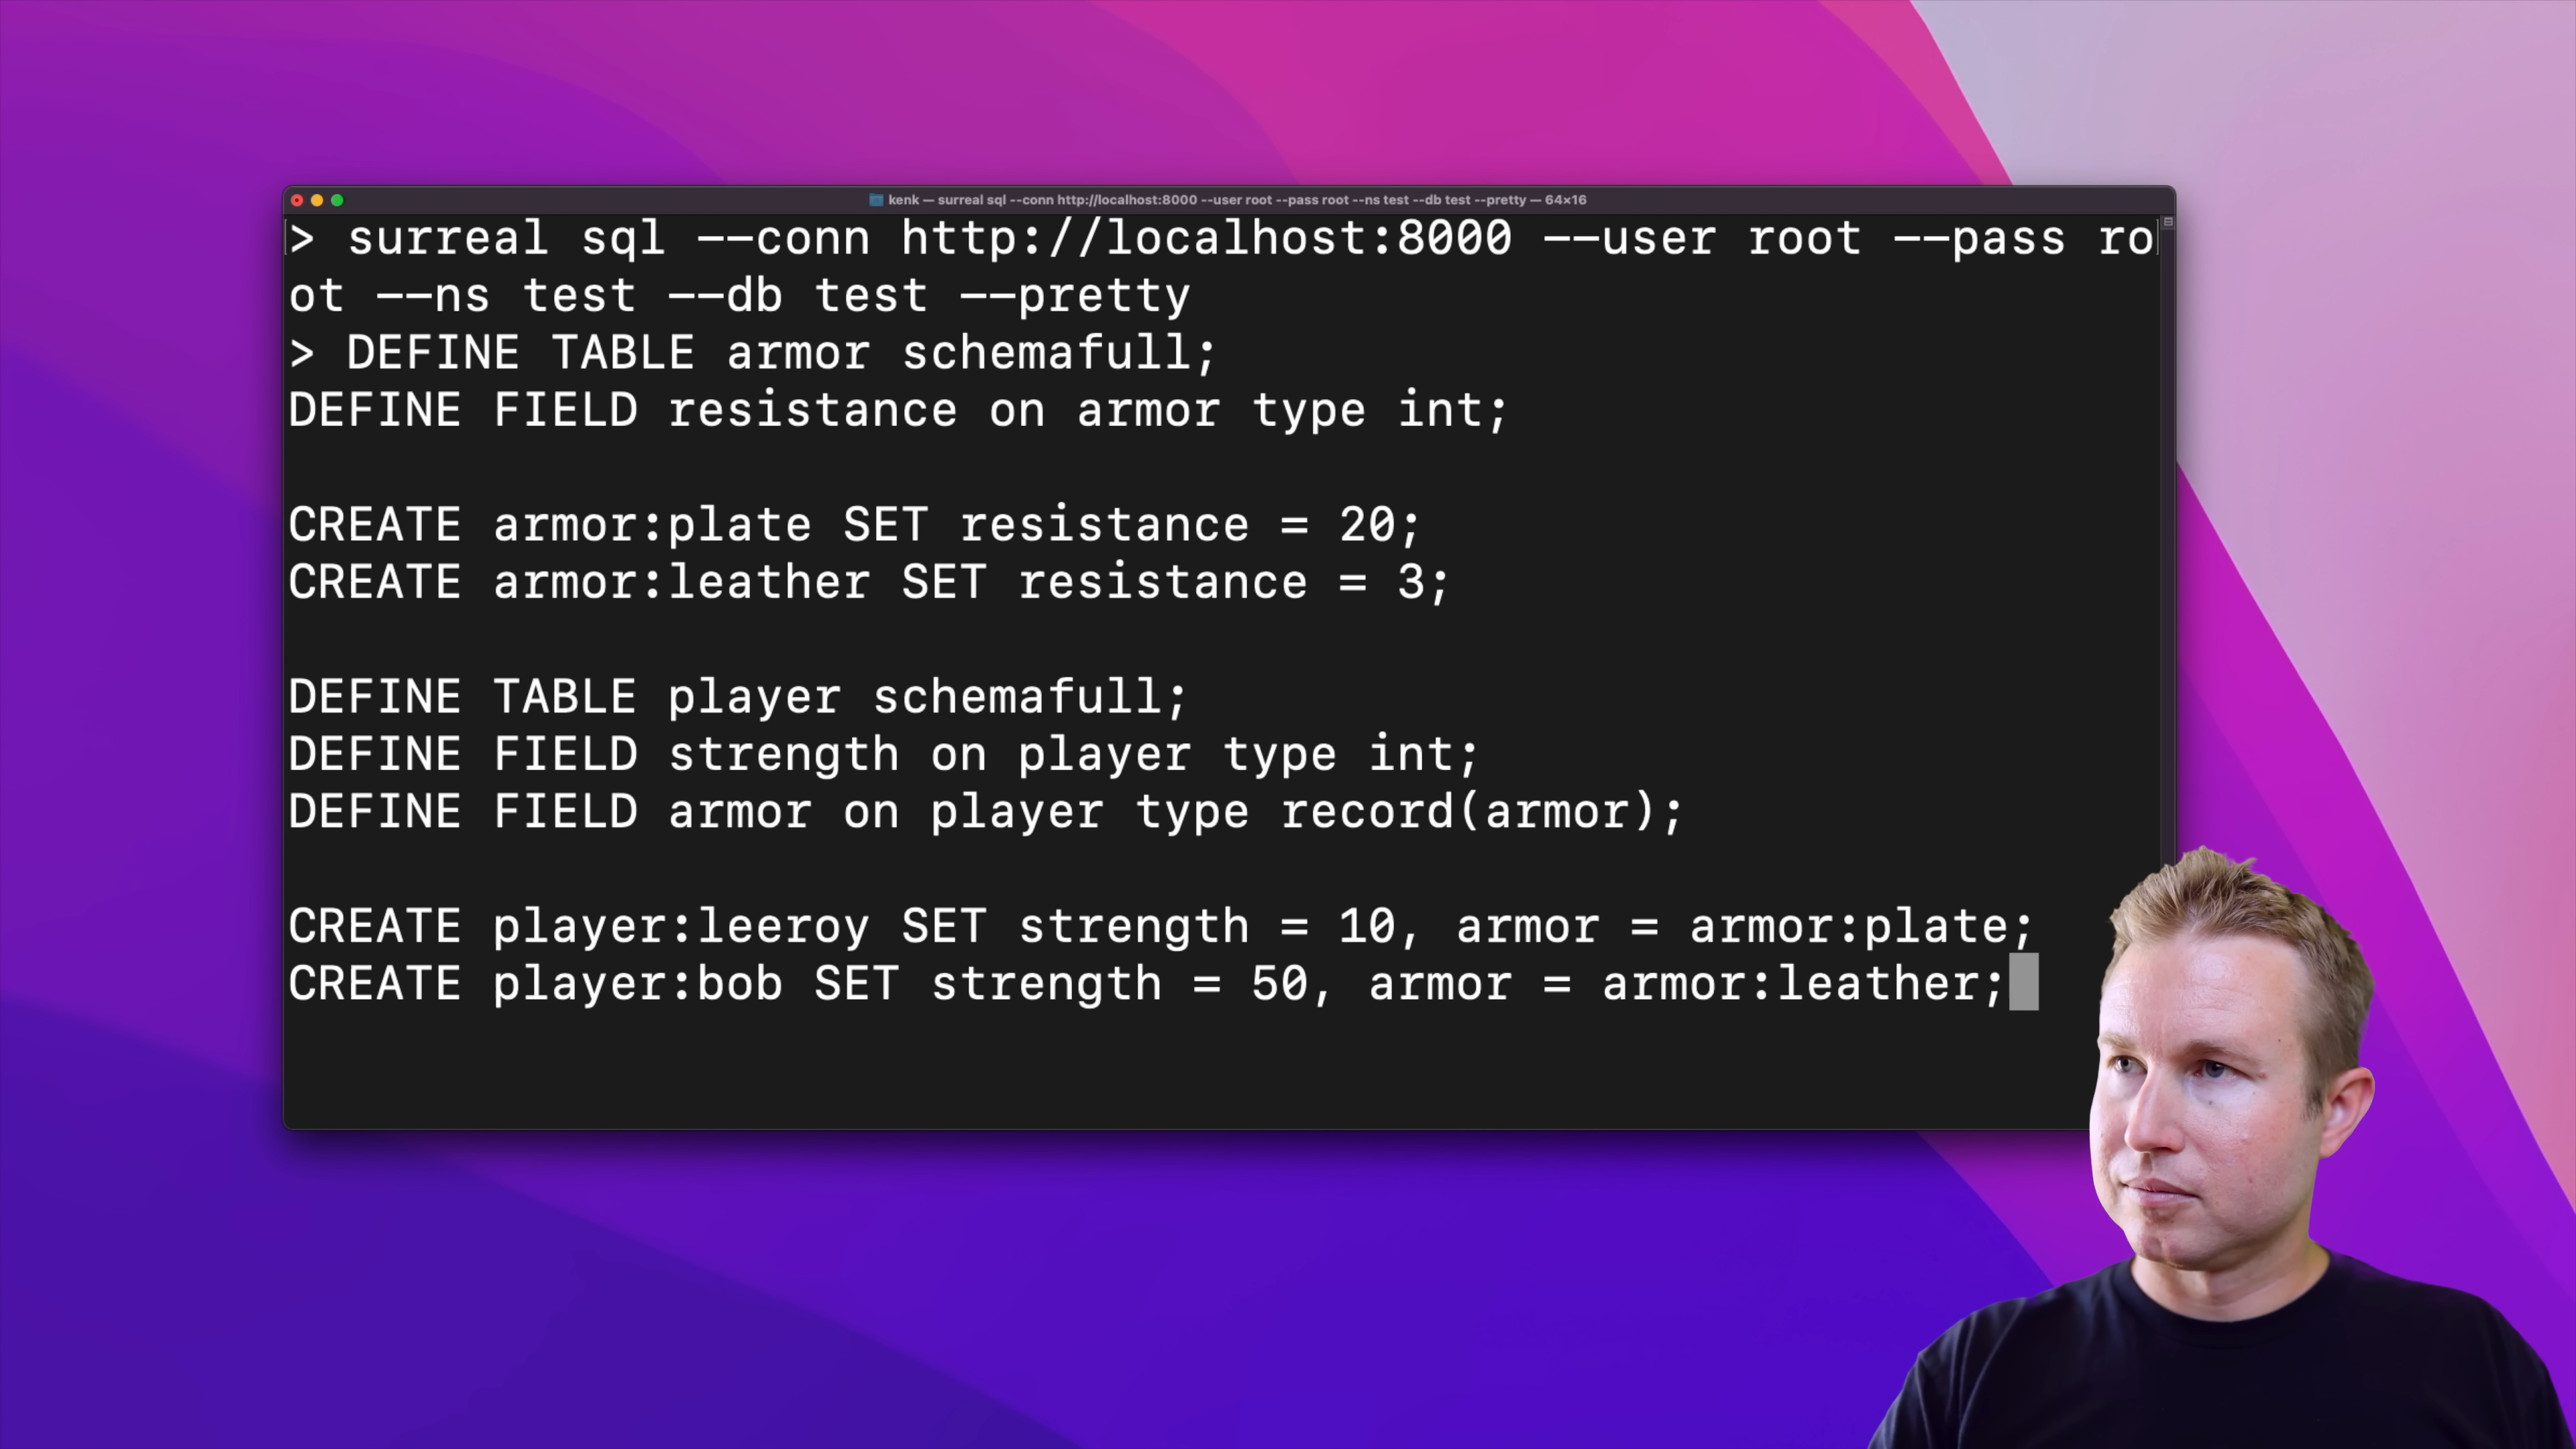 kenk — surreal sql --conn http://localhost:8000 --user root --pass root --ns test --db test --pretty — 64×16
> surreal sql --conn http://localhost:8000 --user root --pass ro
ot --ns test --db test --pretty
> DEFINE TABLE armor schemafull;
DEFINE FIELD resistance on armor type int;
CREATE armor:plate SET resistance = 20;
CREATE armor:leather SET resistance = 3;
DEFINE TABLE player schemafull;
DEFINE FIELD strength on player type int;
DEFINE FIELD armor on player type record(armor);
CREATE player:leeroy SET strength = 10, armor = armor:plate;
CREATE player:bob SET strength = 50, armor = armor:leather;